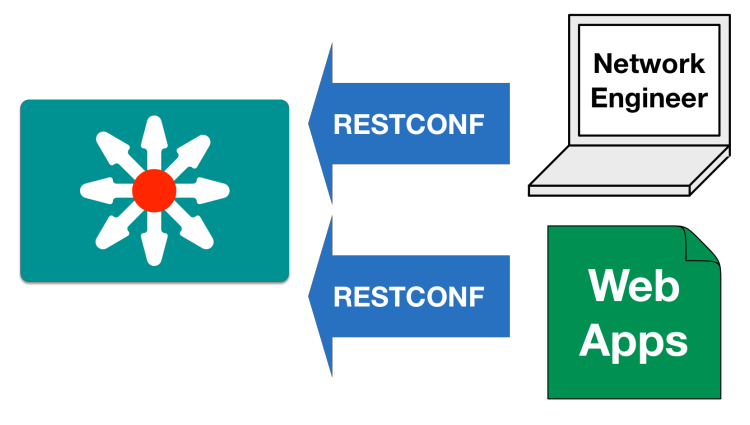 RESTCONF
Network
Engineer
RESTCONF
Web
Apps